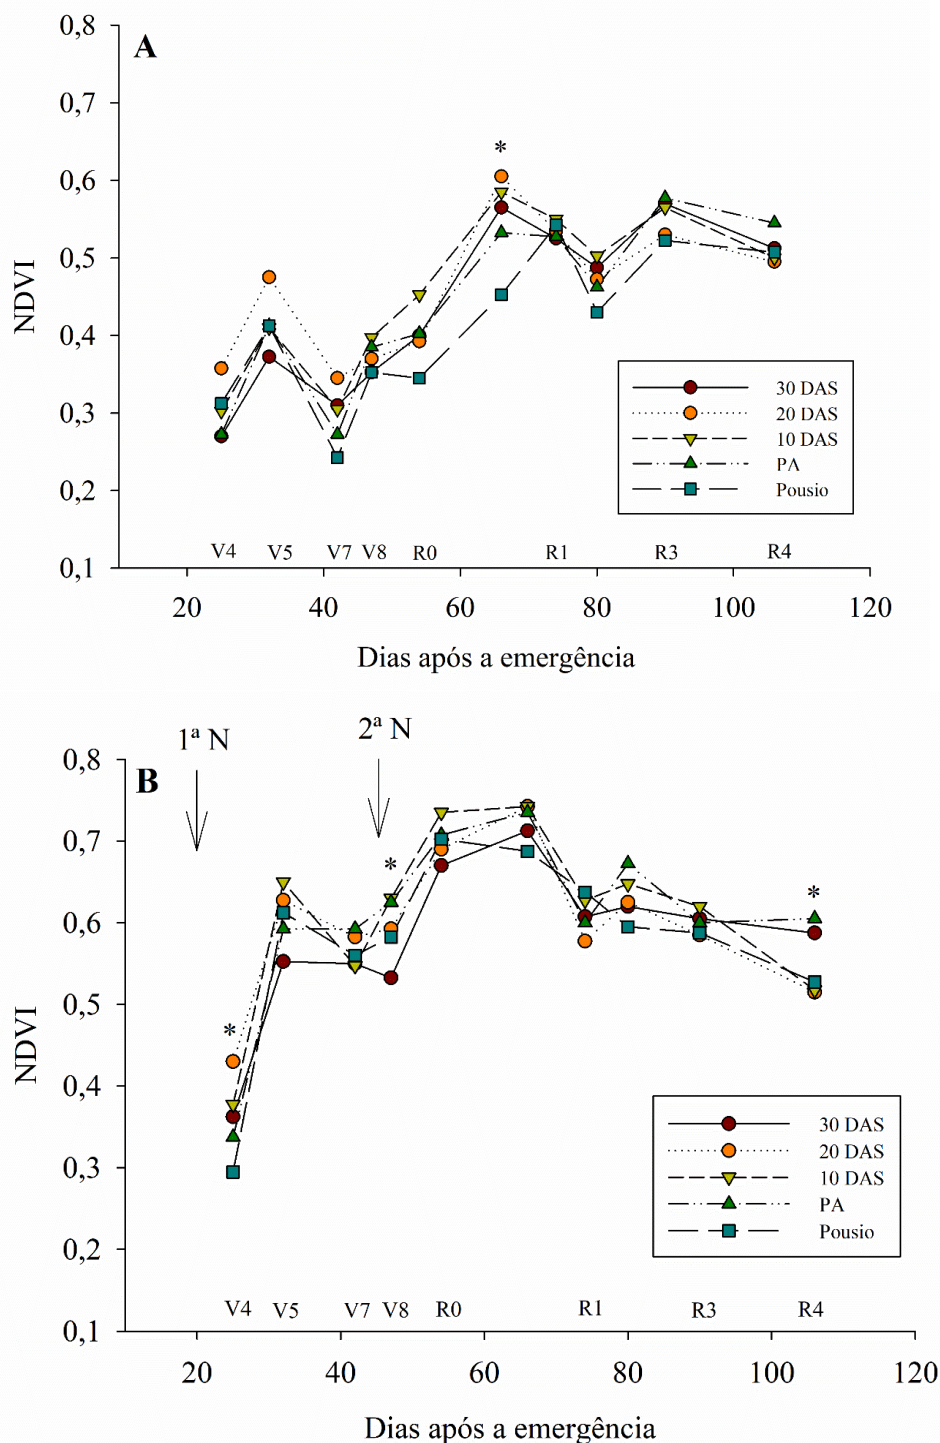 A
0,8
0,7
0,6
0,5
0,4
0,3
0,2
0,1
NDVI
*
30 DAS
20 DAS
10 DAS
PA
Pousio
V4 V5 V7 V8 R0 R1 R3 R4
20 40 60 80 100 120
Dias após a emergência
1ª N 2ª N
B
0,8
0,7
0,6
0,5
0,4
0,3
0,2
0,1
NDVI
* * *
30 DAS
20 DAS
10 DAS
PA
Pousio
V4 V5 V7 V8 R0 R1 R3 R4
20 40 60 80 100 120
Dias após a emergência